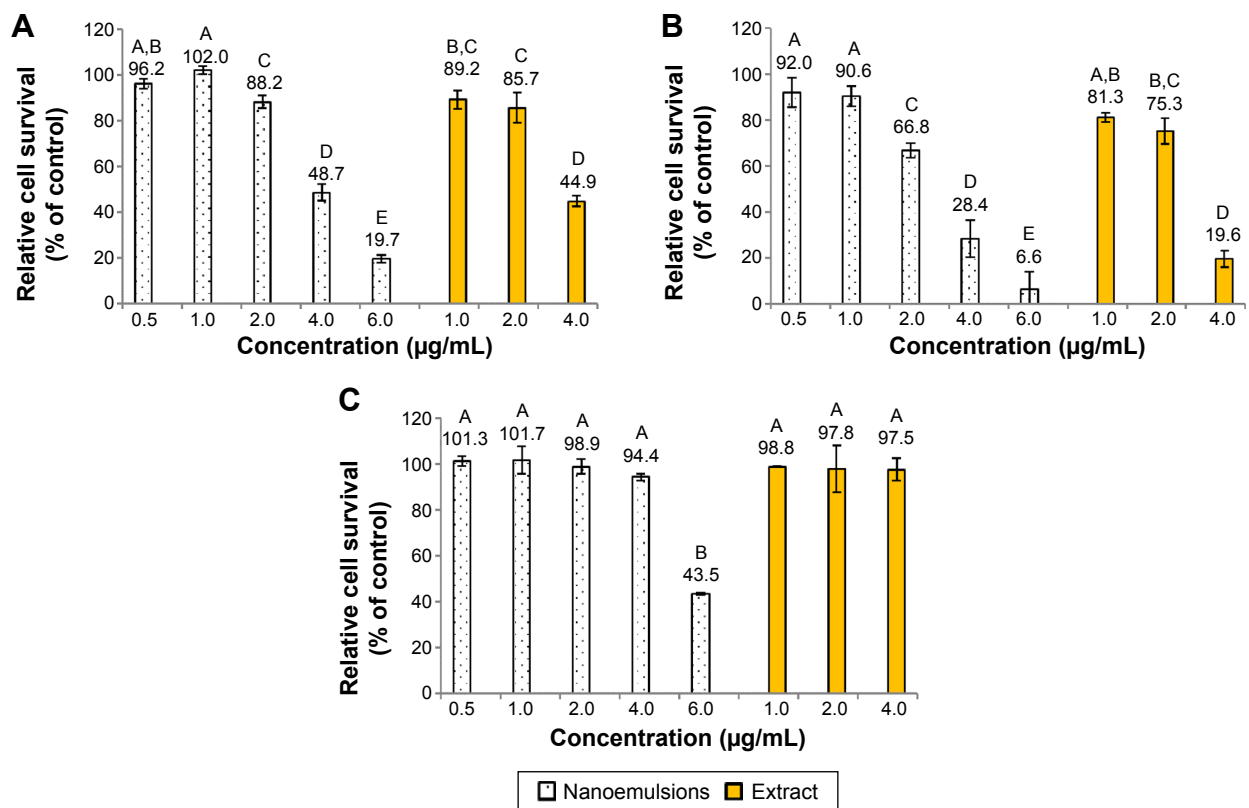 A
Relative cell survival
(% of control)
120
100
80
60
40
20
0
A,B
96.2
A
102.0
C
88.2
D
48.7
E
19.7
B,C
89.2
C
85.7
D
44.9
0.5 1.0 2.0 4.0 6.0 1.0 2.0 4.0
Concentration (µg/mL)
B
Relative cell survival
(% of control)
120
100
80
60
40
20
0
A
92.0
A
90.6
C
66.8
D
28.4
E
6.6
A,B
81.3
B,C
75.3
D
19.6
0.5 1.0 2.0 4.0 6.0 1.0 2.0 4.0
Concentration (µg/mL)
C
Relative cell survival
(% of control)
120
100
80
60
40
20
0
A
101.3
A
101.7
A
98.9
A
94.4
B
43.5
A
98.8
A
97.8
A
97.5
0.5 1.0 2.0 4.0 6.0 1.0 2.0 4.0
Concentration (µg/mL)
Nanoemulsions Extract